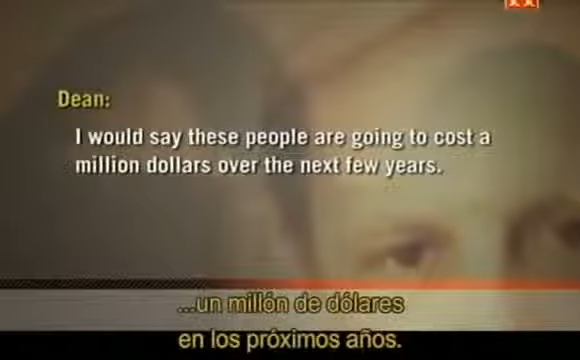 Dean:
I would say these people are going to cost a
million dollars over the next few years.
...un millón de dólares
en los próximos años.